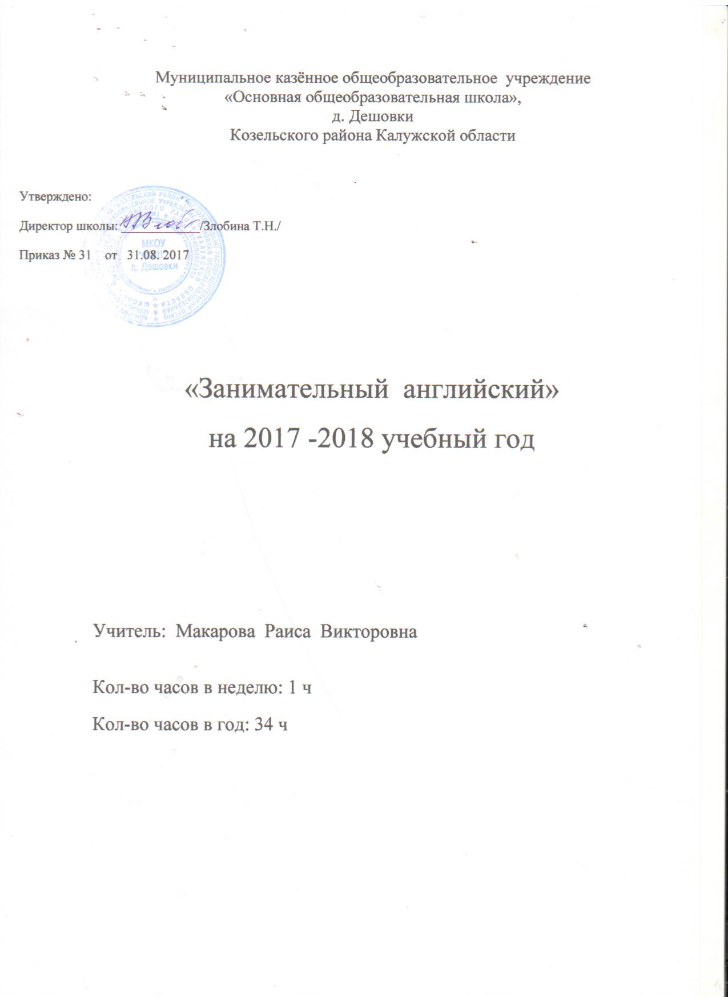 Муниципальное казённое общеобразовательное учреждение
«Основная общеобразовательная школа»,
д. Дешовки
Козельского района Калужской области
Утверждено:
Директор школы: /Злобина Т.Н./
Приказ № 31 от 31.08. 2017
МКОУ
д. Дешовки
«Занимательный английский»
на 2017 -2018 учебный год
Учитель: Макарова Раиса Викторовна
Кол-во часов в неделю: 1 ч
Кол-во часов в год: 34 ч